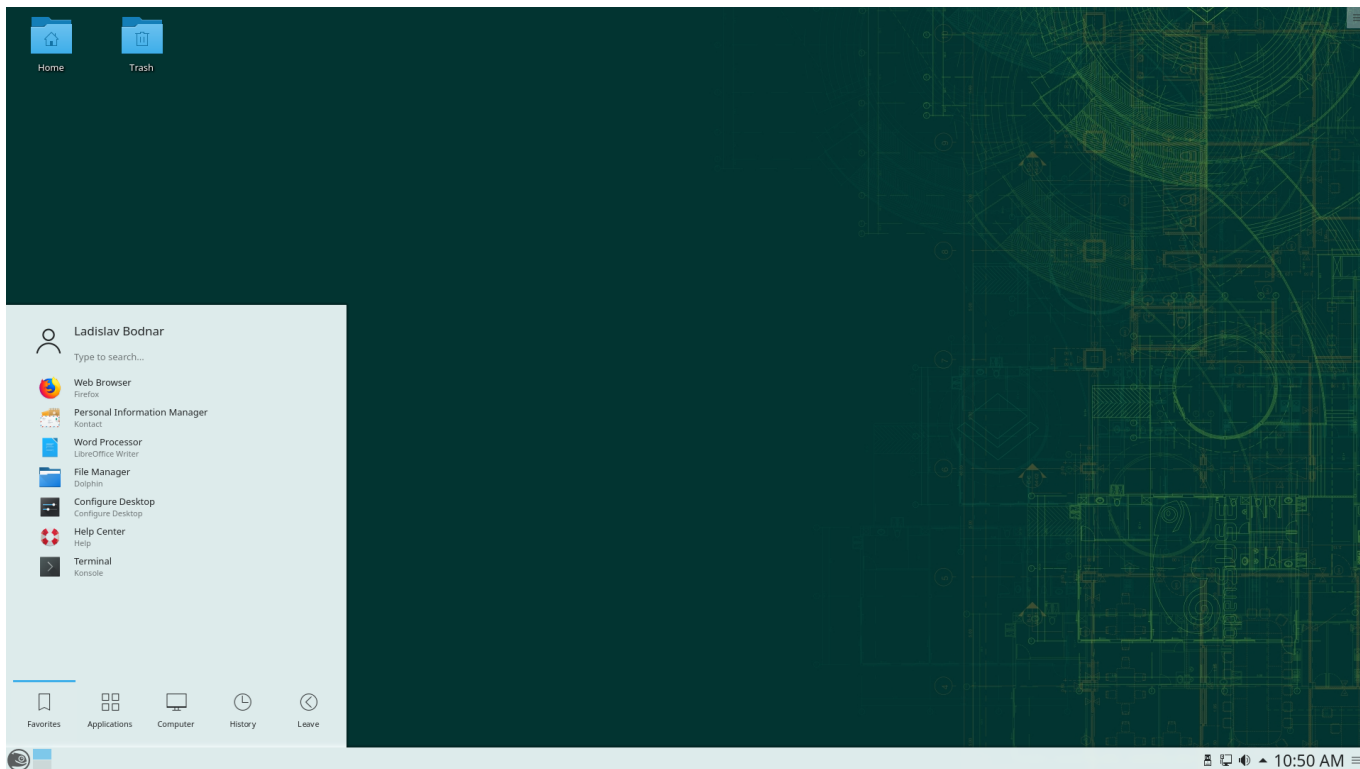 Home
Trash
Ladislav Bodnar
Type to search...
Web Browser
Firefox
Personal Information Manager
Kontact
Word Processor
LibreOffice Writer
File Manager
Dolphin
Configure Desktop
Configure Desktop
Help Center
Help
Terminal
Konsole
Favorites
Applications
Computer
History
Leave
10:50 AM